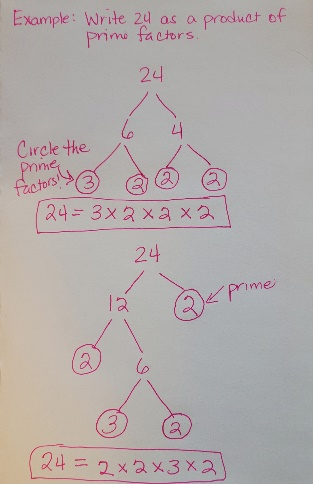 Example: Write 24 as a product of
prime factors.
24
6 4
Circle the
prime
factors!
3 2 2 2
24 = 3 x 2 x 2 x 2
24
12 2 prime
2 6
3 2
24 = 2 x 2 x 3 x 2